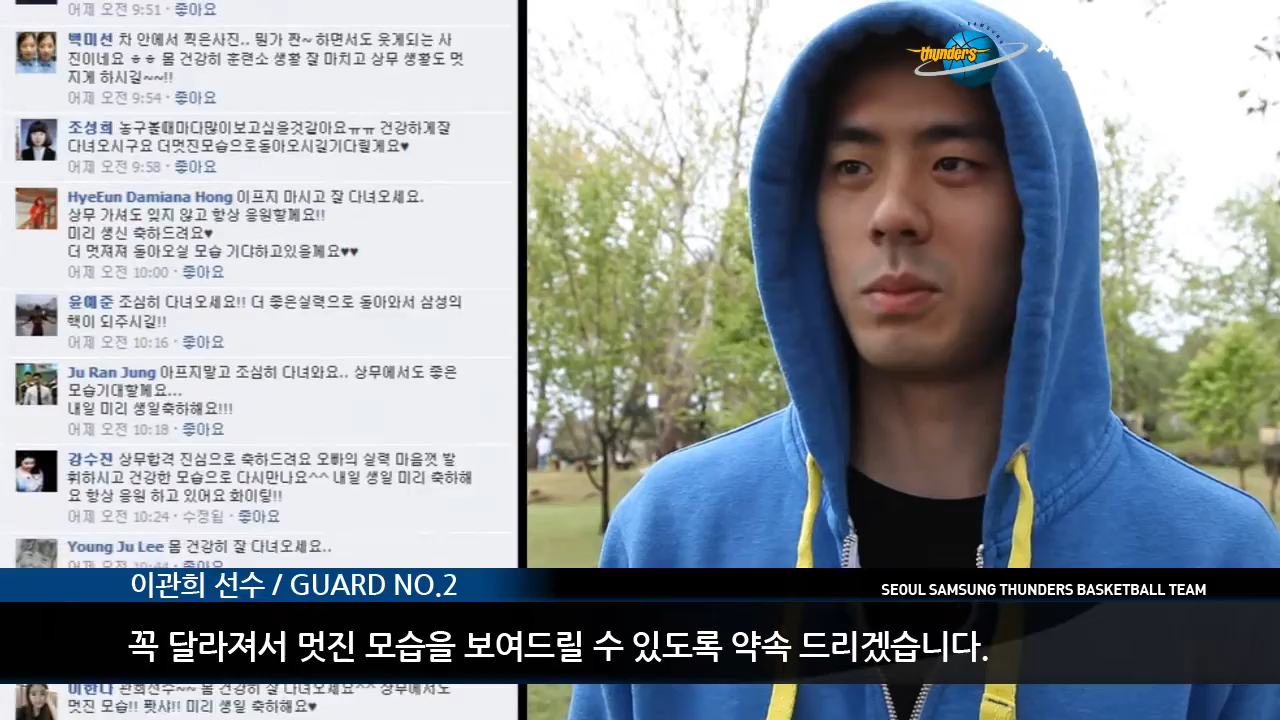 어제 오전 9:51 · 좋아요
백미선 차 안에서 찍은사진.. 뭔가 짠~ 하면서도 웃게되는 사
진이네요 ㅎㅎ 몸 건강히 훈련소 생활 잘 마치고 상무 생활도 멋
지게 하시길~~!!
어제 오전 9:54 · 좋아요
조성희 농구볼때마다많이보고싶을것같아요ㅠㅠ 건강하게잘
다녀오시구요 더멋진모습으로돌아오시길기다릴게요♥
어제 오전 9:58 · 좋아요
HyeEun Damiana Hong 아프지 마시고 잘 다녀오세요.
상무 가셔도 잊지 않고 항상 응원할께요!!
미리 생신 축하드려요♥
더 멋져져 돌아오실 모습 기댜하고있을께요♥♥
어제 오전 10:00 · 좋아요
윤예준 조심히 다녀오세요!! 더 좋은실력으로 돌아와서 삼성의
핵이 되주시길!!
어제 오전 10:16 · 좋아요
Ju Ran Jung 아프지말고 조심히 다녀와요.. 상무에서도 좋은
모습기대할께요...
내일 미리 생일축하해요!!!
어제 오전 10:18 · 좋아요
강수진 상무합격 진심으로 축하드려요 오빠의 실력 마음껏 발
휘하시고 건강한 모습으로 다시만나요^^ 내일 생일 미리 축하해
요 항상 응원 하고 있어요 화이팅!!
어제 오전 10:24 · 수정됨 · 좋아요
Young Ju Lee 몸 건강히 잘 다녀오세요..
어제 오전 10:44 · 좋아요
이한나 관희선수~~ 몸 건강히 잘 다녀오세요^^ 상무에서도
멋진 모습!! 퐛샤!! 미리 생일 축하해요♥
thunders
이관희 선수 / GUARD NO.2
SEOUL SAMSUNG THUNDERS BASKETBALL TEAM
꼭 달라져서 멋진 모습을 보여드릴 수 있도록 약속 드리겠습니다.